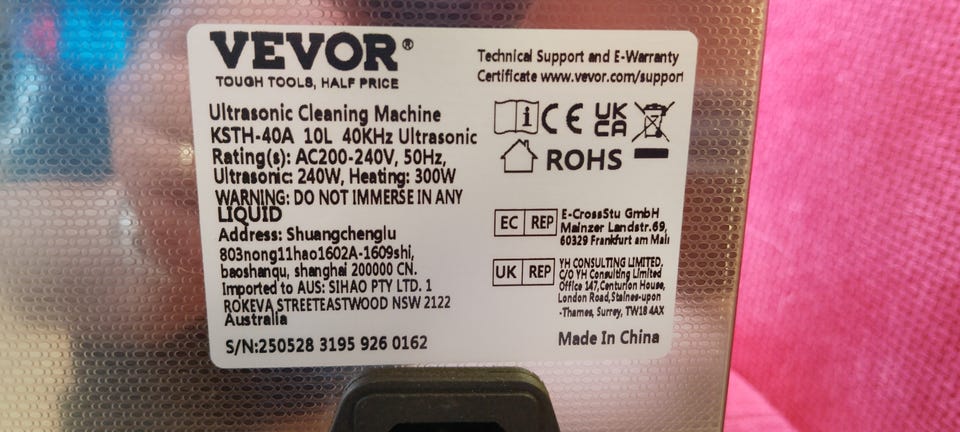 VEVOR®
TOUGH TOOLS, HALF PRICE
Ultrasonic Cleaning Machine
KSTH-40A 10L 40KHz Ultrasonic
Rating(s): AC200-240V, 50Hz,
Ultrasonic: 240W, Heating: 300W
WARNING: DO NOT IMMERSE IN ANY
LIQUID
Address: Shuangchenglu
803nong11hao1602A-1609shi,
baoshanqu, shanghai 200000 CN.
Imported to AUS: SIHAO PTY LTD. 1
ROKEVA STREETEASTWOOD NSW 2122
Australia
S/N:250528 3195 926 0162
Technical Support and E-Warranty
Certificate www.vevor.com/support
i CE UK
CA
ROHS
EC REP
E-CrossStu GmbH
Mainzer Landstr.69,
60329 Frankfurt am Mai
UK REP
YH CONSULTING LIMITED.
C/O YH Consulting Limited
Office 147,Centurion House,
London Road,Staines-upon
-Thames, Surrey, TW18 4AX
Made In China